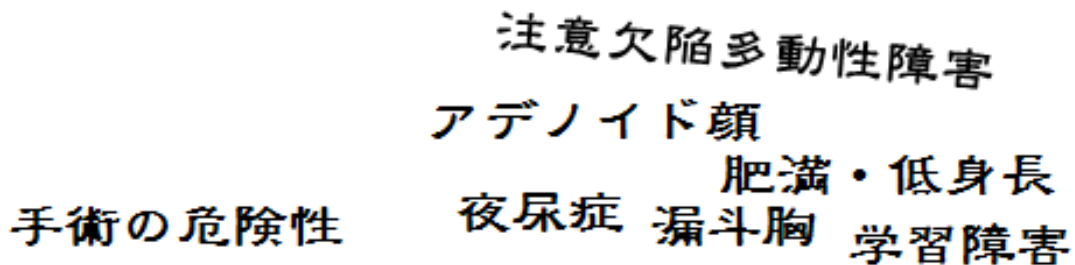 注意欠陥多動性障害
アデノイド顔
肥満・低身長
手術の危険性
夜尿症
漏斗胸
学習障害